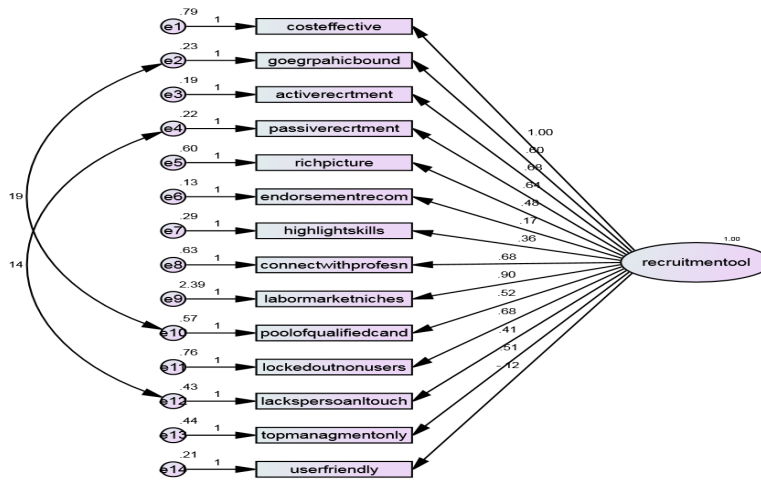 .79
e1 1 costeffective
.23
e2 1 goegrpahicbound
.19
e3 1 activerecrtment
.22
e4 1 passiverecrtment
.60
e5 1 richpicture
.13
e6 1 endorsementrecom
.29
e7 1 highlightskills
.63
e8 1 connectwithprofesn
2.39
e9 1 labormarketniches
.57
e10 1 poolofqualifiedcand
.76
e11 1 lockedoutnonusers
.43
e12 1 lackspersoanltouch
.44
e13 1 topmanagmentonly
.21
e14 1 userfriendly
19
14
1.00
.60
.68
.64
.48
.17
.36
.68
.90
.52
.68
.41
.51
-.12
1.00
recruitmentool